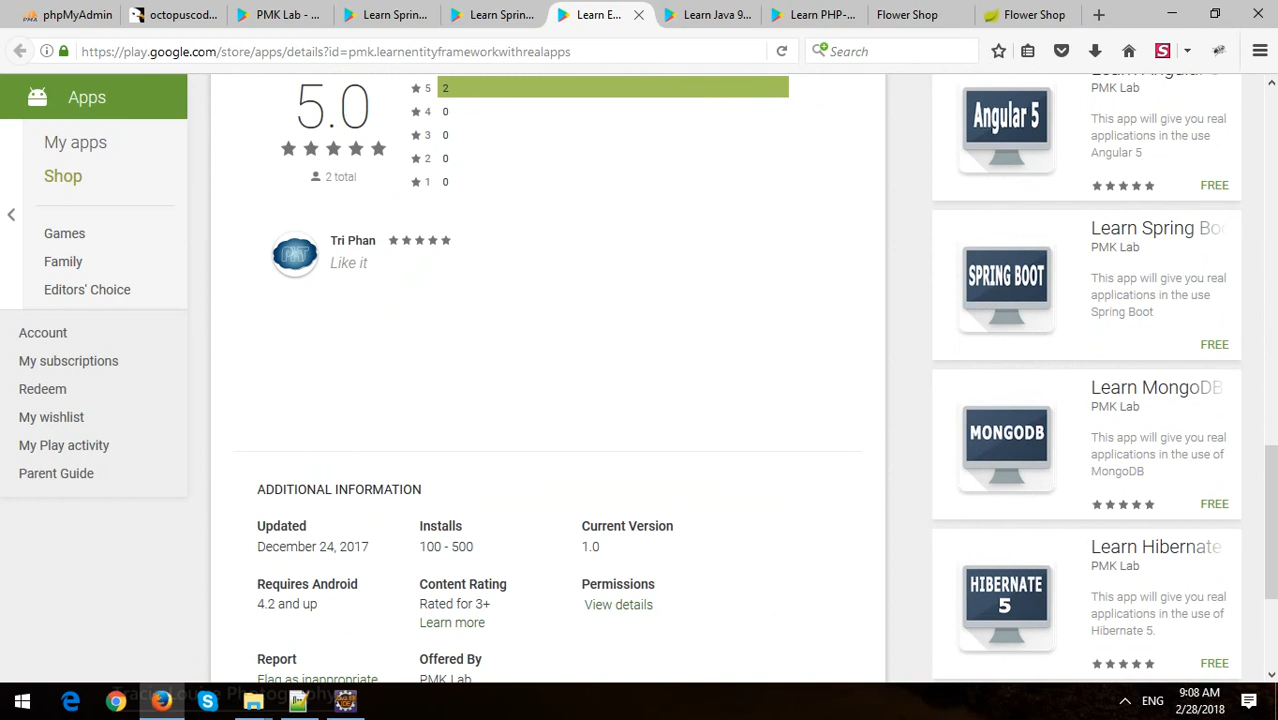 phpMyAdmin
octopuscod...
PMK Lab - ...
Learn Sprin...
Learn Sprin...
Learn E...
Learn Java 9...
Learn PHP-...
Flower Shop
Flower Shop
https://play.google.com/store/apps/details?id=pmk.learnentityframeworkwithrealapps
Search
Apps
My apps
Shop
Games
Family
Editors' Choice
Account
My subscriptions
Redeem
My wishlist
My Play activity
Parent Guide
5.0
2 total
5 2
4 0
3 0
2 0
1 0
Tri Phan
Like it
ADDITIONAL INFORMATION
Updated
December 24, 2017
Installs
100 - 500
Current Version
1.0
Requires Android
4.2 and up
Content Rating
Rated for 3+
Learn more
Permissions
View details
Report
Flag as inappropriate
Offered By
PMK Lab
Learn Angular 5
PMK Lab
Angular 5
This app will give you real
applications in the use
Angular 5
FREE
Learn Spring Boo
PMK Lab
SPRING BOOT
This app will give you real
applications in the use
Spring Boot
FREE
Learn MongoDB
PMK Lab
MONGODB
This app will give you real
applications in the use of
MongoDB
FREE
Learn Hibernate
PMK Lab
HIBERNATE
5
This app will give you real
applications in the use of
Hibernate 5.
FREE
ENG
9:08 AM
2/28/2018